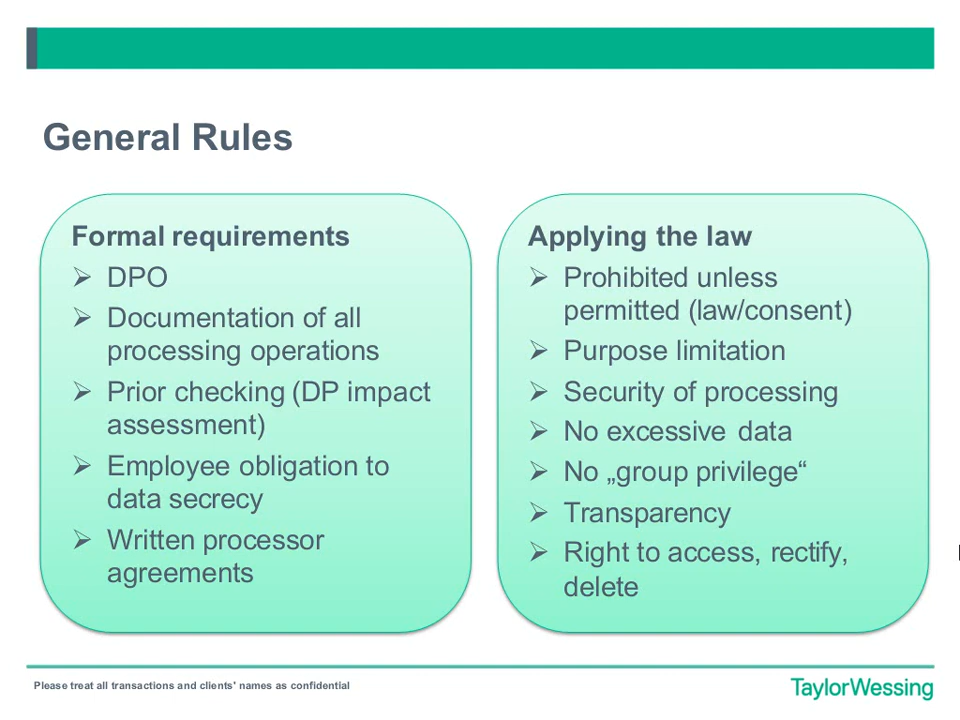 General Rules
Formal requirements
DPO
Documentation of all
processing operations
Prior checking (DP impact
assessment)
Employee obligation to
data secrecy
Written processor
agreements
Applying the law
Prohibited unless
permitted (law/consent)
Purpose limitation
Security of processing
No excessive data
No „group privilege“
Transparency
Right to access, rectify,
delete
Please treat all transactions and clients' names as confidential
TaylorWessing